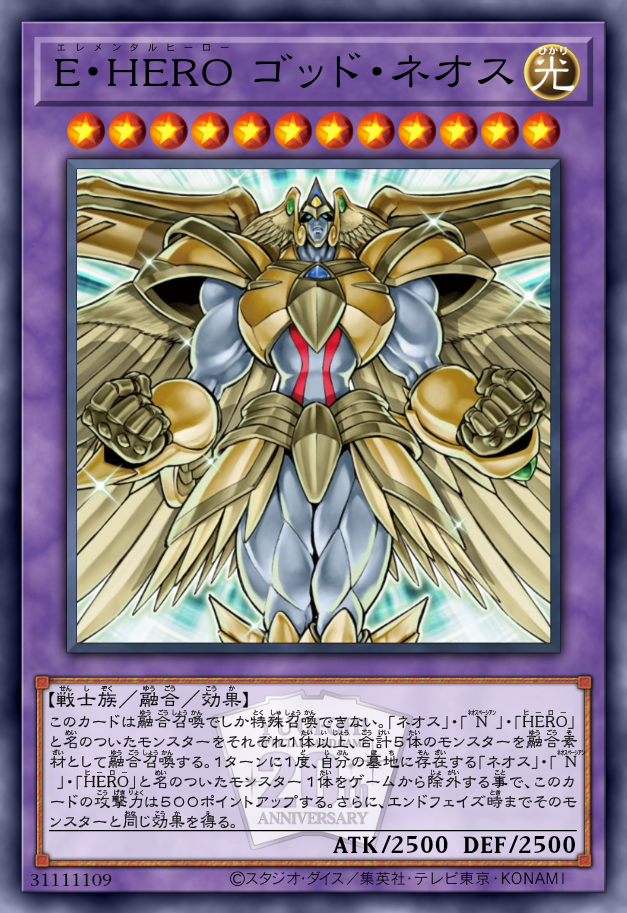 エレメンタルヒーロー
E・HERO ゴッド・ネオス
ひかり
光
【戦士族／融合／効果】
このカードは融合召喚でしか特殊召喚できない。「ネオス」・「N」・「HERO」
と名のついたモンスターをそれぞれ1体以上、合計5体のモンスターを融合素
材として融合召喚する。1ターンに1度、自分の墓地に存在する「ネオス」・「N
」・「HERO」と名のついたモンスター1体をゲームから除外する事で、このカ
ードの攻撃力は500ポイントアップする。さらに、エンドフェイズ時までそのモ
ンスターと同じ効果を得る。
20th
ANNIVERSARY
ATK/2500 DEF/2500
31111109
©スタジオ・ダイス／集英社・テレビ東京・KONAMI